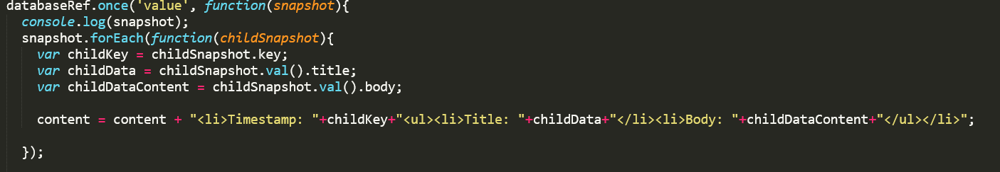 databaseRef.once('value', function(snapshot){
console.log(snapshot);
snapshot.forEach(function(childSnapshot){
var childKey = childSnapshot.key;
var childData = childSnapshot.val().title;
var childDataContent = childSnapshot.val().body;
content = content + "<li>Timestamp: "+childKey+"<ul><li>Title: "+childData+"</li><li>Body: "+childDataContent+"</ul></li>";
});